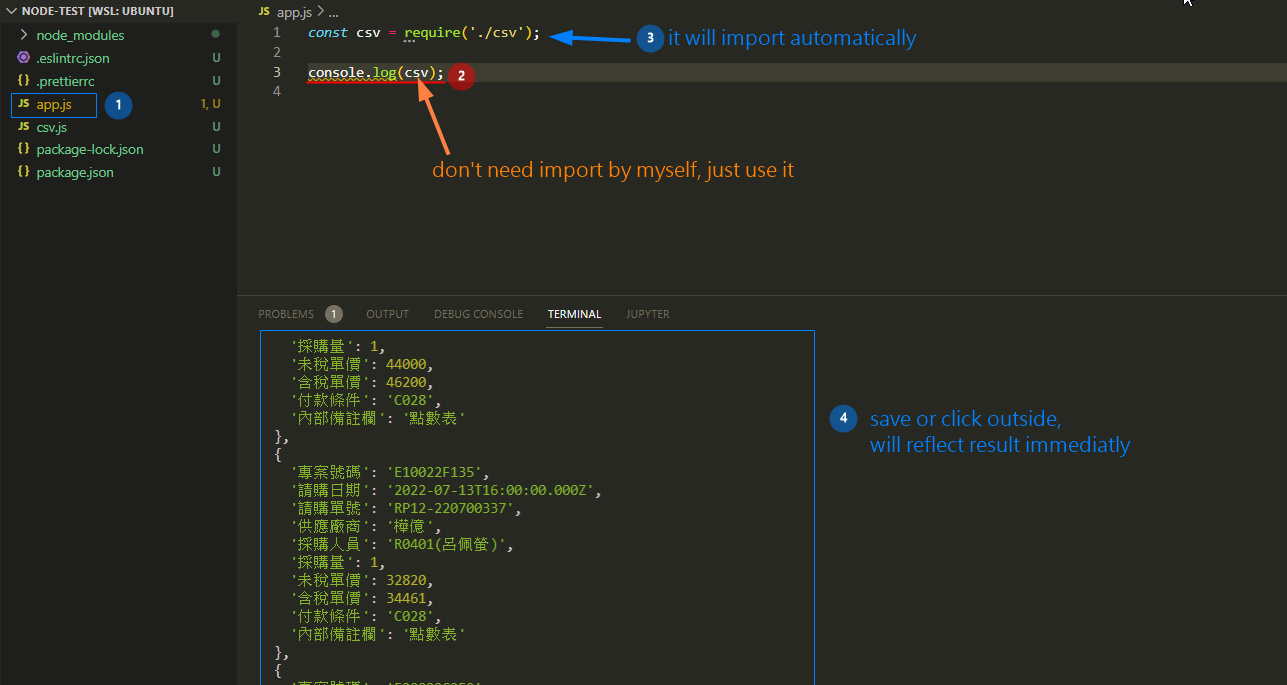 NODE-TEST [WSL: UBUNTU]
node_modules
.eslintrc.json U
.prettierrc U
JS app.js 1, U
1
JS csv.js U
package-lock.json U
package.json U
JS app.js > ...
1 const csv = require('./csv');
3 it will import automatically
2
3 console.log(csv);
2
4
don't need import by myself, just use it
PROBLEMS 1 OUTPUT DEBUG CONSOLE TERMINAL JUPYTER
'採購量': 1,
'未稅單價': 44000,
'含稅單價': 46200,
'付款條件': 'C028',
'內部備註欄': '點數表'
},
{
'專案號碼': 'E10022F135',
'請購日期': '2022-07-13T16:00:00.000Z',
'請購單號': 'RP12-220700337',
'供應廠商': '樺億',
'採購人員': 'R0401(呂佩螢)',
'採購量': 1,
'未稅單價': 32820,
'含稅單價': 34461,
'付款條件': 'C028',
'內部備註欄': '點數表'
},
{
4 save or click outside,
will reflect result immediatly